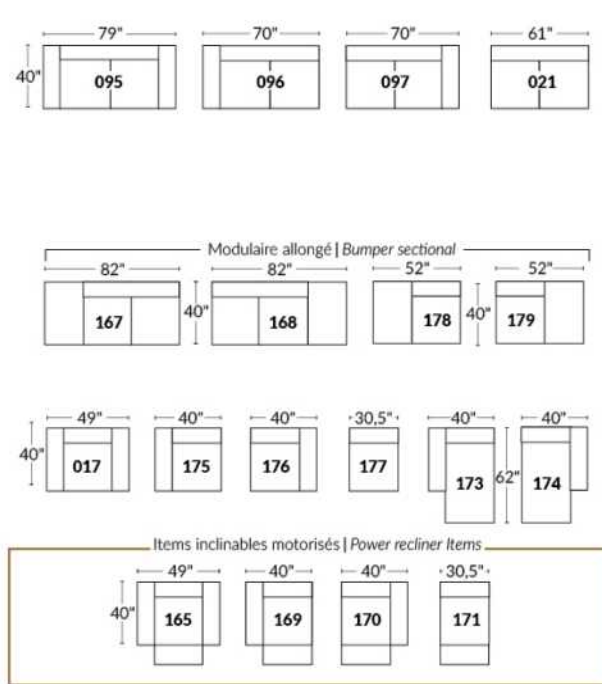 79" 70" 70" 61"
40" 095 096 097 021
Modulaire allongé | Bumper sectional
82" 82" 52" 52"
167 40" 168 178 40" 179
49" 40" 40" 30,5" 40" 40"
40" 017 175 176 177 173 62" 174
Items inclinables motorisés | Power recliner Items
49" 40" 40" 30,5"
40" 165 169 170 171